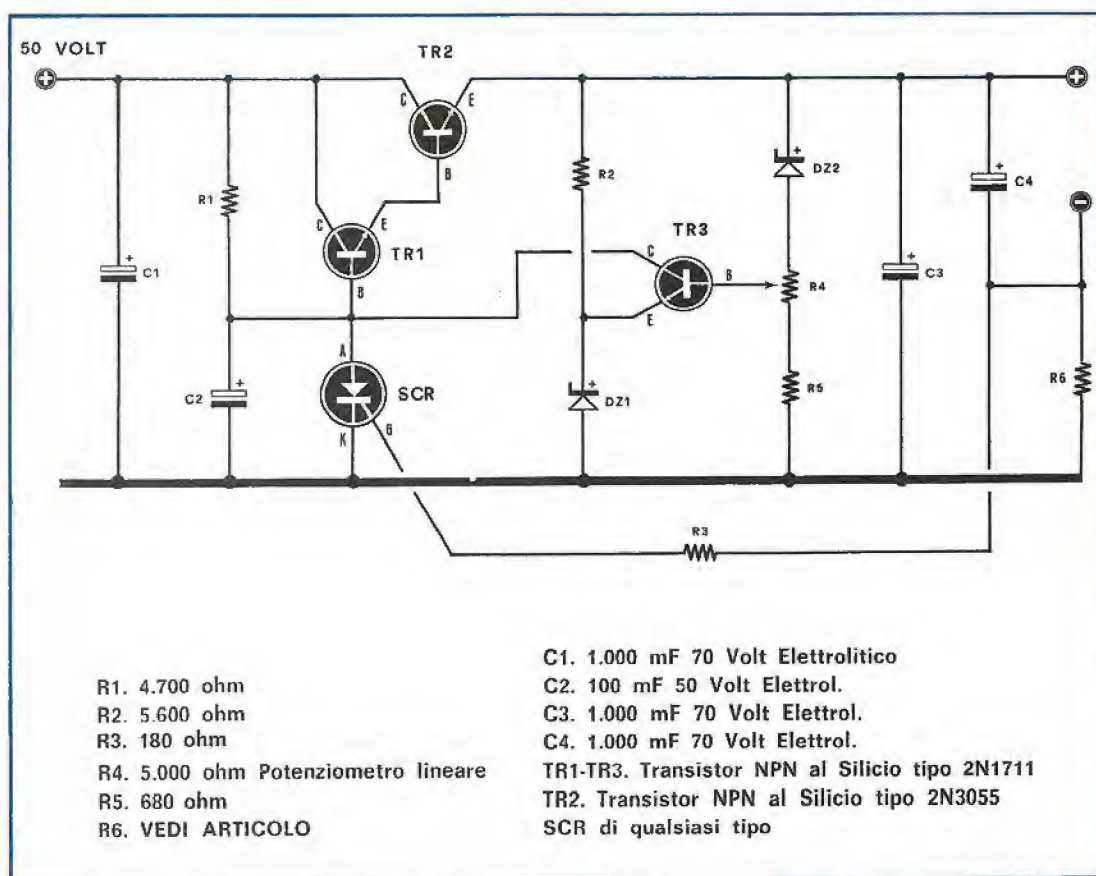 50 VOLT
TR2
C
E
B
R1
R2
DZ2
C4
C
E
TR1
B
TR3
C
B
E
R4
C1
C3
A
SCR
K
G
C2
DZ1
R5
R6
R3
R1. 4.700 ohm
R2. 5.600 ohm
R3. 180 ohm
R4. 5.000 ohm Potenziometro lineare
R5. 680 ohm
R6. VEDI ARTICOLO
C1. 1.000 mF 70 Volt Elettrolitico
C2. 100 mF 50 Volt Elettrol.
C3. 1.000 mF 70 Volt Elettrol.
C4. 1.000 mF 70 Volt Elettrol.
TR1-TR3. Transistor NPN al Silicio tipo 2N1711
TR2. Transistor NPN al Silicio tipo 2N3055
SCR di qualsiasi tipo